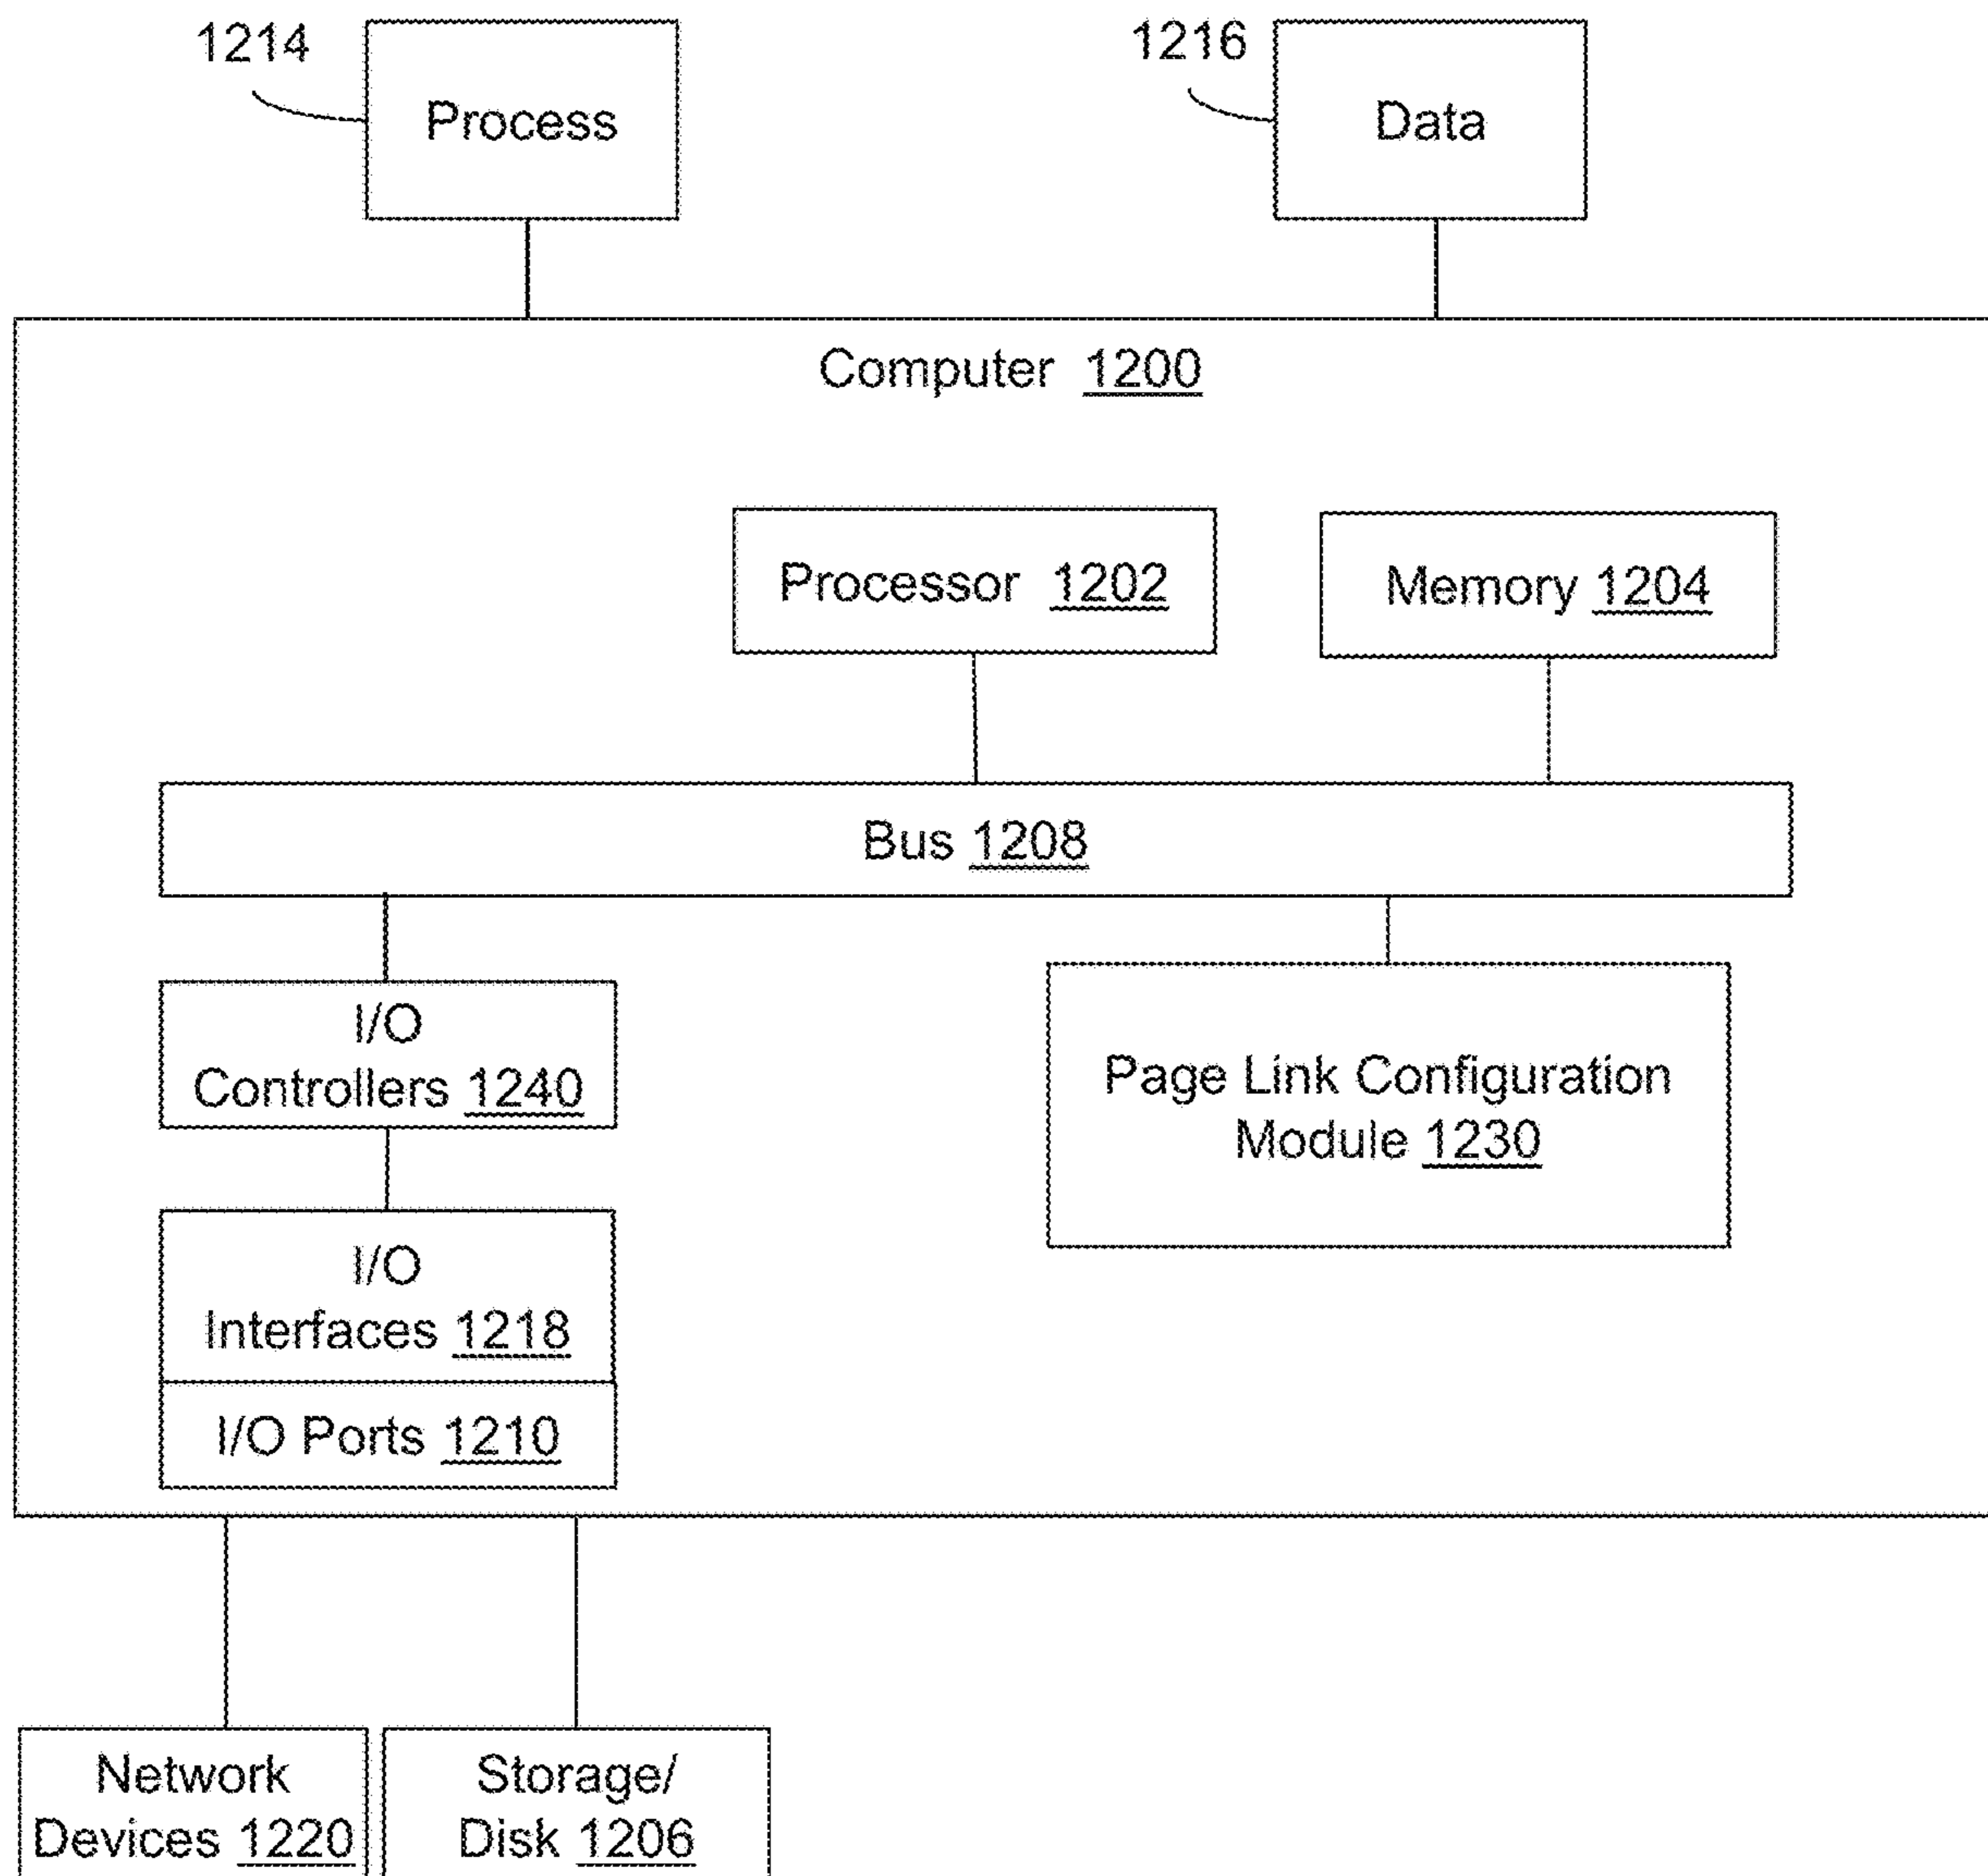 1214
Process
1216
Data
Computer 1200
Processor 1202
Memory 1204
Bus 1208
I/O
Controllers 1240
Page Link Configuration
Module 1230
I/O
Interfaces 1218
I/O Ports 1210
Network
Devices 1220
Storage/
Disk 1206